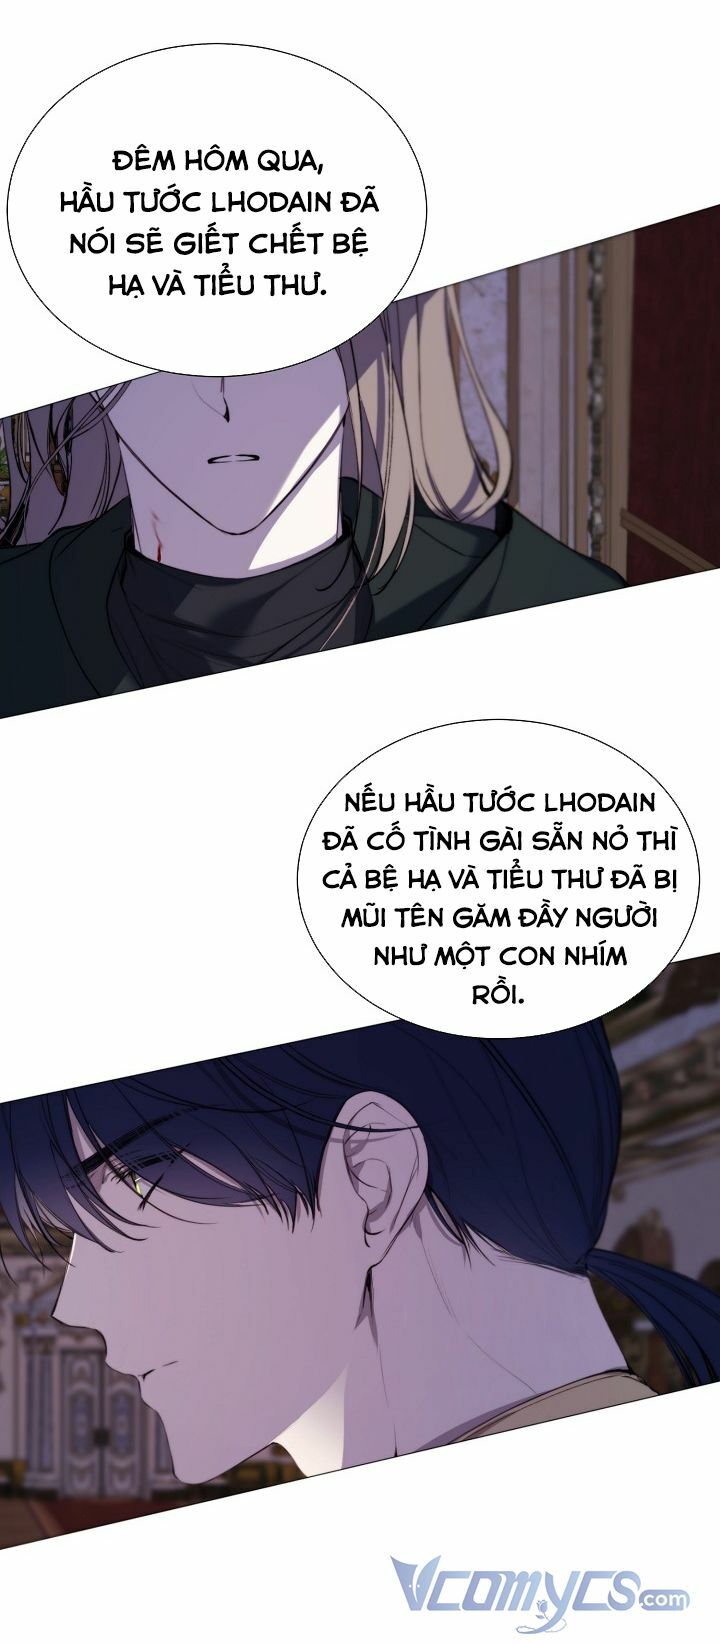 ĐÊM HÔM QUA,
HẦU TƯỚC LHODAIN ĐÃ
NÓI SẼ GIẾT CHẾT BỆ
HẠ VÀ TIỂU THƯ.
NẾU HẦU TƯỚC LHODAIN
ĐÃ CỐ TÌNH GÀI SẴN NỎ THÌ
CẢ BỆ HẠ VÀ TIỂU THƯ ĐÃ BỊ
MŨI TÊN GĂM ĐẦY NGƯỜI
NHƯ MỘT CON NHÍM
RỒI.
VCOMYCS.com